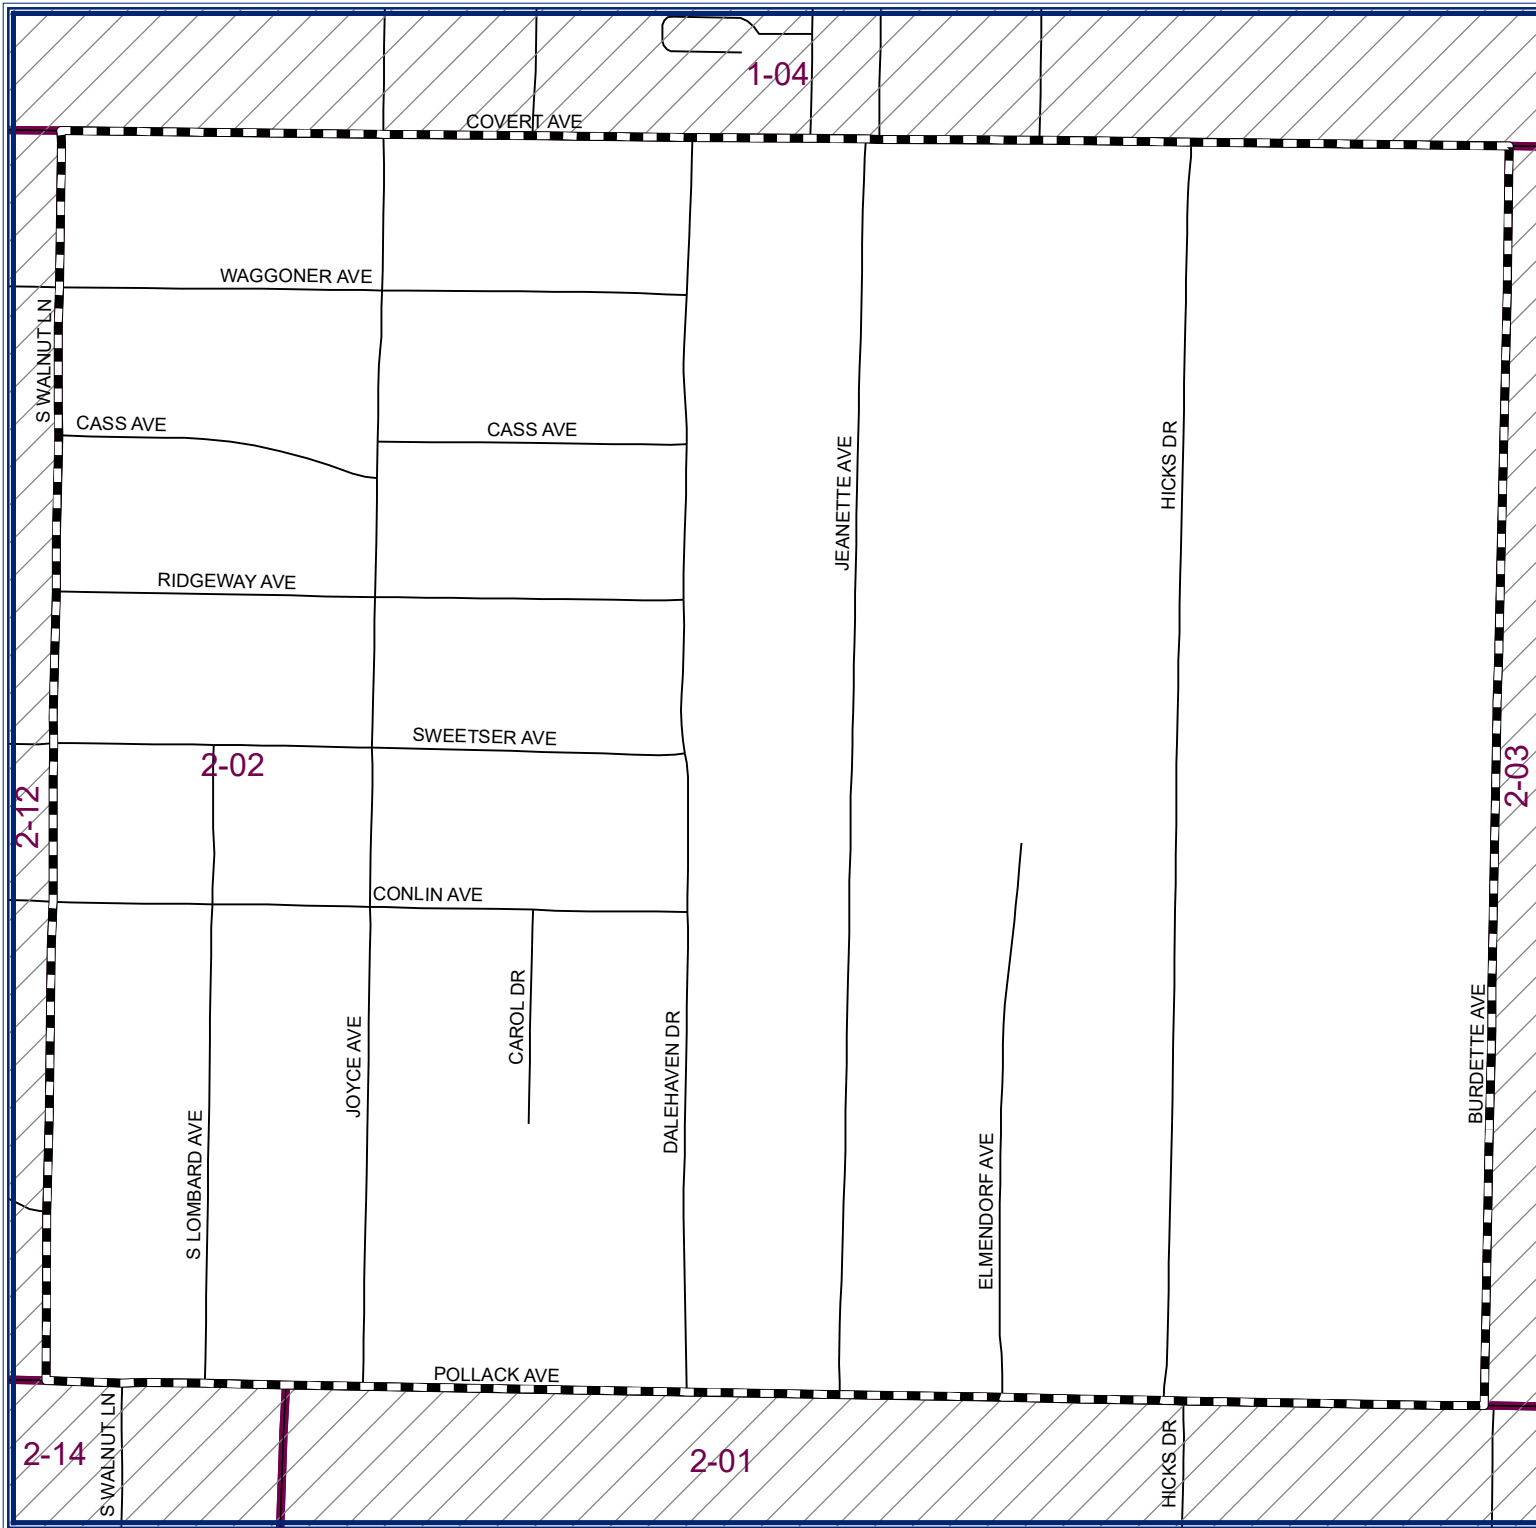 1-04
COVERT AVE
WAGGONER AVE
S WALNUT LN
CASS AVE
CASS AVE
JEANETTE AVE
HICKS DR
RIDGEWAY AVE
SWEETSER AVE
2-02
2-12
2-03
CONLIN AVE
CAROL DR
BURDETTE AVE
JOYCE AVE
DALEHAVEN DR
S LOMBARD AVE
ELMENDORF AVE
POLLACK AVE
2-14
S WALNUT LN
2-01
HICKS DR